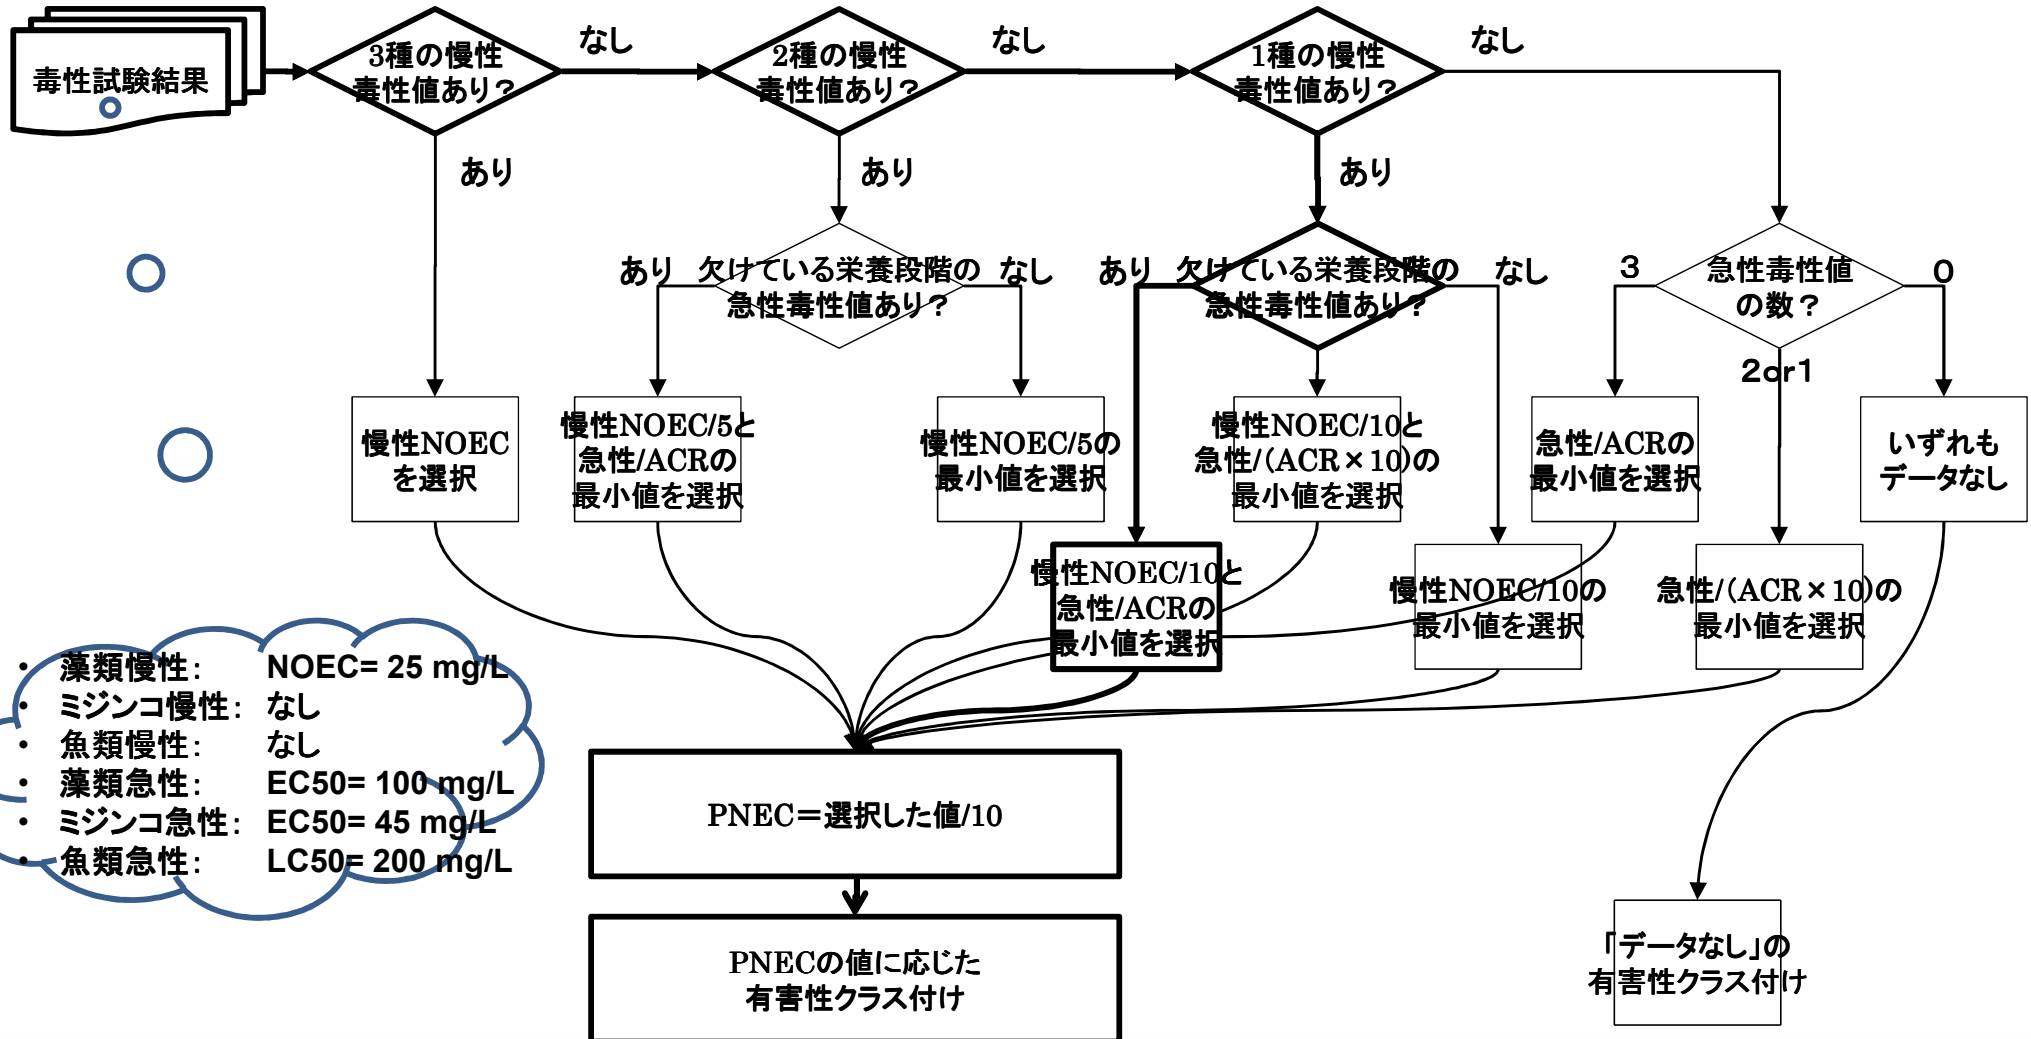 毒性試験結果
3種の慢性
毒性値あり?
なし
2種の慢性
毒性値あり?
なし
1種の慢性
毒性値あり?
なし
あり
あり
あり
あり
欠けている栄養段階の
急性毒性値あり?
なし
あり
欠けている栄養段階の
急性毒性値あり?
なし
3
急性毒性値
の数?
0
2or1
慢性NOEC
を選択
慢性NOEC/5と
急性/ACRの
最小値を選択
慢性NOEC/5の
最小値を選択
慢性NOEC/10と
急性/(ACR×10)の
最小値を選択
急性/ACRの
最小値を選択
いずれも
データなし
慢性NOEC/10と
急性/ACRの
最小値を選択
慢性NOEC/10の
最小値を選択
急性/(ACR×10)の
最小値を選択
• 藻類慢性: NOEC= 25 mg/L
• ミジンコ慢性: なし
• 魚類慢性: なし
• 藻類急性: EC50= 100 mg/L
• ミジンコ急性: EC50= 45 mg/L
• 魚類急性: LC50= 200 mg/L
PNEC=選択した値/10
PNECの値に応じた
有害性クラス付け
「データなし」の
有害性クラス付け